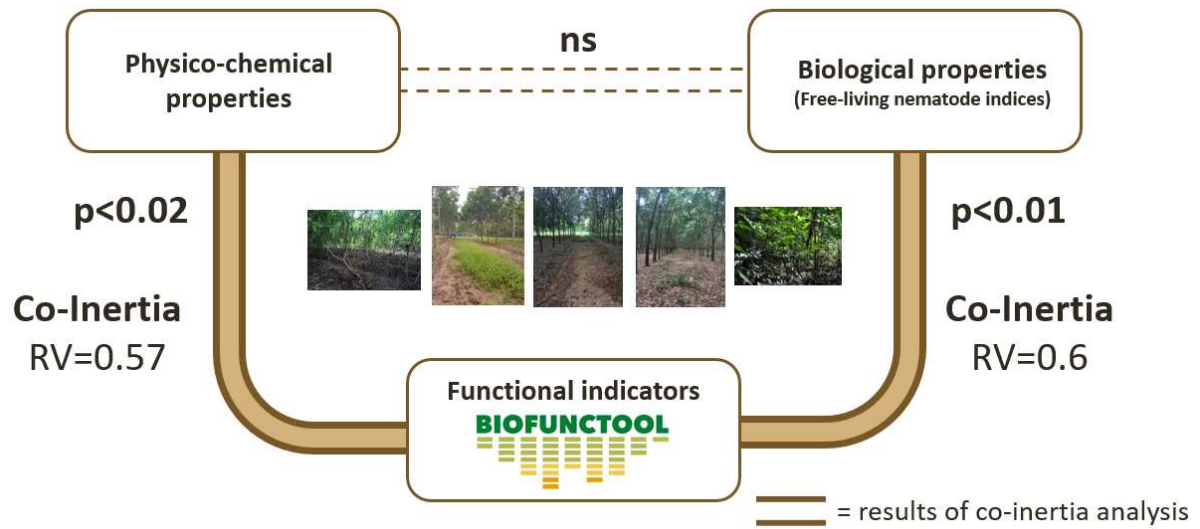 ns
Physico-chemical
properties
Biological properties
(Free-living nematode indices)
p<0.02
p<0.01
Co-Inertia
RV=0.57
Co-Inertia
RV=0.6
Functional indicators
BIOFUNCTOOL
= results of co-inertia analysis